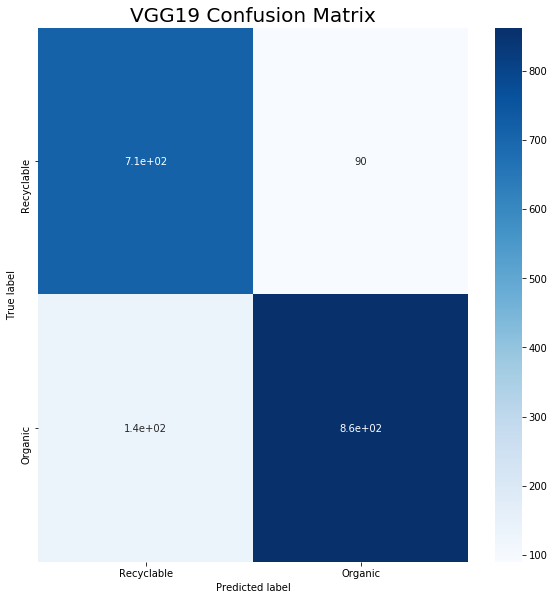 VGG19 Confusion Matrix
Recyclable
7.1e+02
90
800
700
600
500
400
300
200
100
True label
Organic
1.4e+02
8.6e+02
Recyclable
Organic
Predicted label